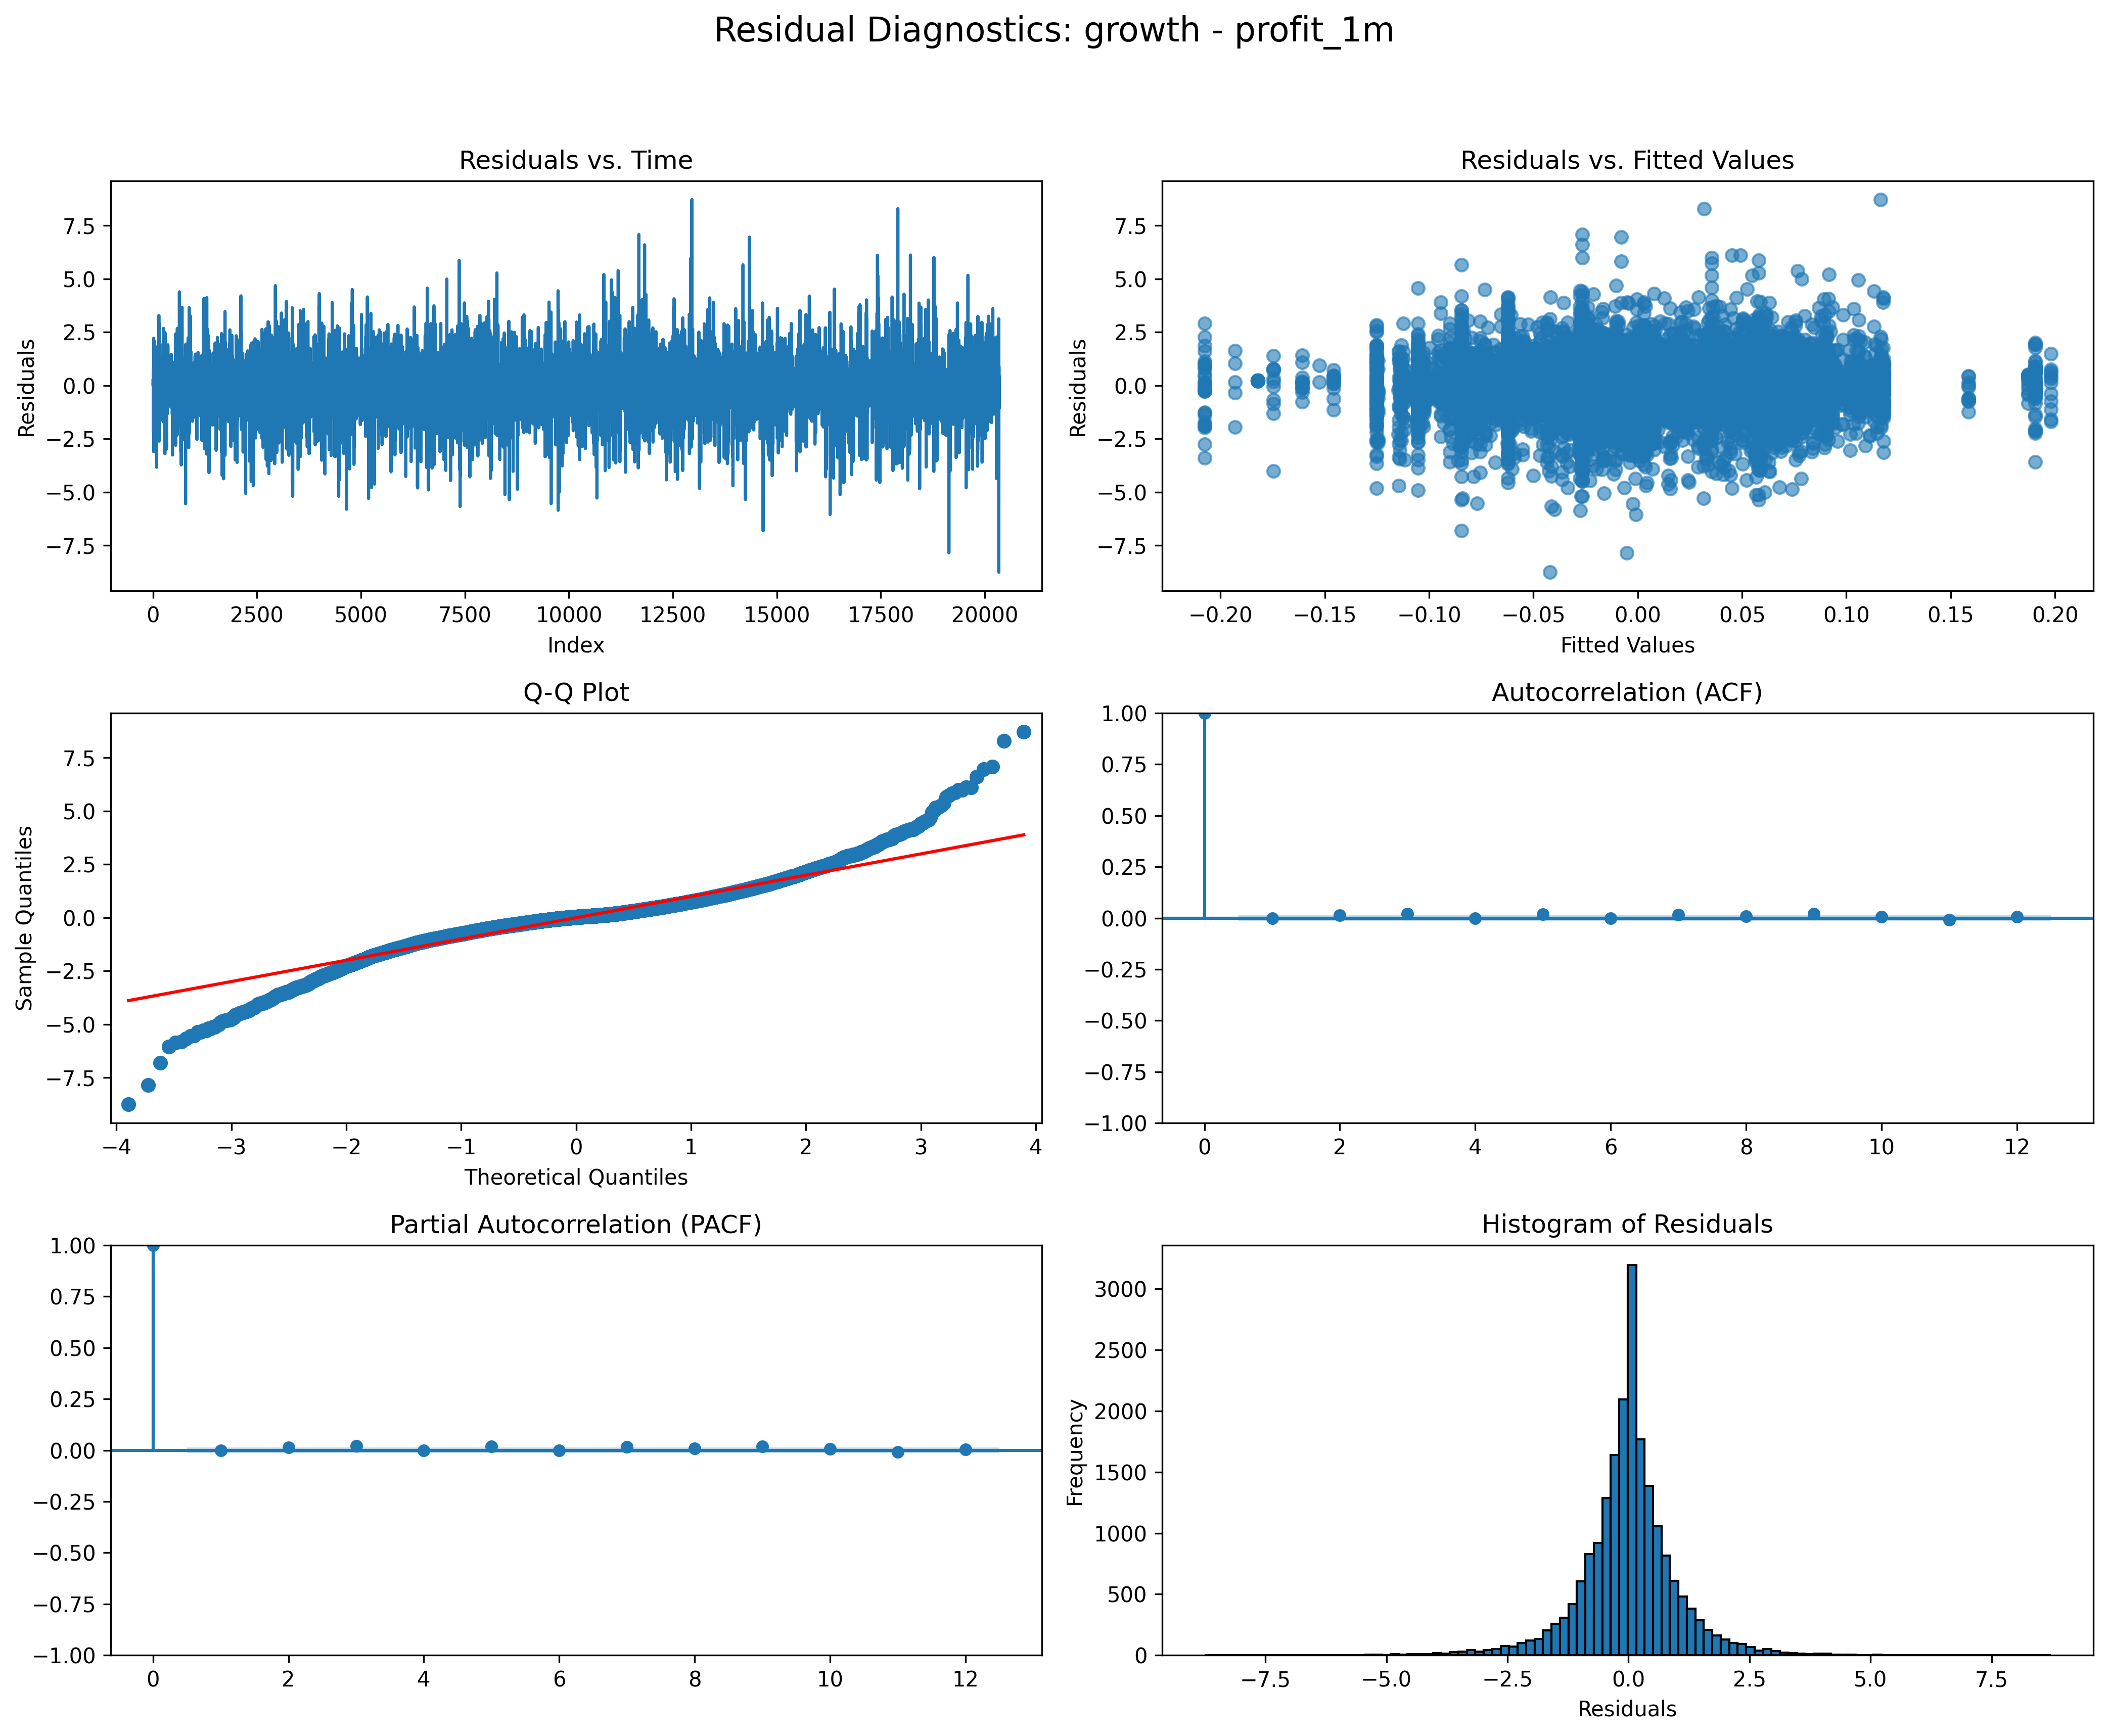 Residual Diagnostics: growth - profit_1m
Residuals vs. Time
Residuals
7.5
5.0
2.5
0.0
−2.5
−5.0
−7.5
0 2500 5000 7500 10000 12500 15000 17500 20000
Index
Residuals vs. Fitted Values
Residuals
7.5
5.0
2.5
0.0
−2.5
−5.0
−7.5
−0.20 −0.15 −0.10 −0.05 0.00 0.05 0.10 0.15 0.20
Fitted Values
Q-Q Plot
Sample Quantiles
7.5
5.0
2.5
0.0
−2.5
−5.0
−7.5
−4 −3 −2 −1 0 1 2 3 4
Theoretical Quantiles
Autocorrelation (ACF)
1.00
0.75
0.50
0.25
0.00
−0.25
−0.50
−0.75
−1.00
0 2 4 6 8 10 12
Partial Autocorrelation (PACF)
1.00
0.75
0.50
0.25
0.00
−0.25
−0.50
−0.75
−1.00
0 2 4 6 8 10 12
Histogram of Residuals
Frequency
3000
2500
2000
1500
1000
500
0
−7.5 −5.0 −2.5 0.0 2.5 5.0 7.5
Residuals